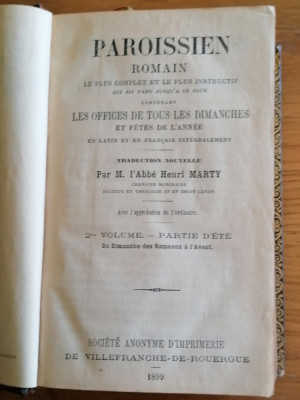 PAROISSIEN
ROMAIN
LE PLUS COMPLET ET LE PLUS INSTRUCTIF
QUI AIT PARU JUSQU'A CE JOUR
CONTENANT
LES OFFICES DE TOUS LES DIMANCHES
ET FÊTES DE L'ANNÉE
EN LATIN ET EN FRANÇAIS INTÉGRALEMENT
TRADUCTION NOUVELLE
Par M. l'Abbé Henri MARTY
CHANOINE HONORAIRE
DOCTEUR EN THÉOLOGIE ET EN DROIT CANON
Avec l'approbation de l'Ordinaire.
2me VOLUME. — PARTIE D'ÉTÉ
Du Dimanche des Rameaux à l'Avent.
SOCIÉTÉ ANONYME D'IMPRIMERIE
DE VILLEFRANCHE-DE-ROUERGUE
1899